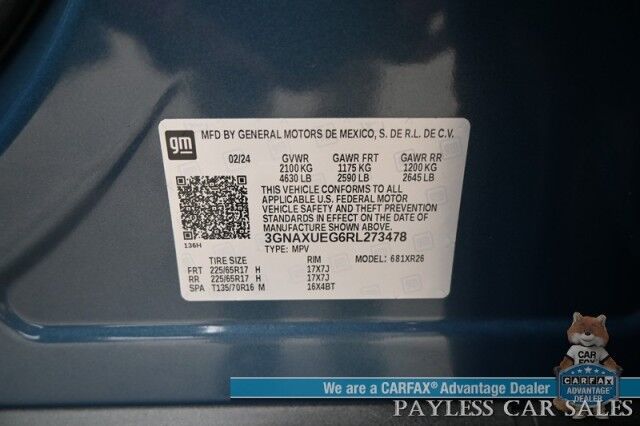 gm MFD BY GENERAL MOTORS DE MEXICO, S. DE R.L. DE C.V.
02/24 GVWR GAWR FRT GAWR RR
2100 KG 1175 KG 1200 KG
4630 LB 2590 LB 2645 LB
THIS VEHICLE CONFORMS TO ALL
APPLICABLE U.S. FEDERAL MOTOR
VEHICLE SAFETY AND THEFT PREVENTION
STANDARDS IN EFFECT ON THE DATE OF
MANUFACTURE SHOWN ABOVE.
136H 3GNAXUEG6RL273478
TYPE: MPV
TIRE SIZE RIM MODEL: 681XR26
FRT 225/65R17 H 17X7J
RR 225/65R17 H 17X7J
SPA T135/70R16 M 16X4BT
CAR
FOX
We are a CARFAX® Advantage Dealer
CARFAX
ADVANTAGE
DEALER
PAYLESS CAR SALES